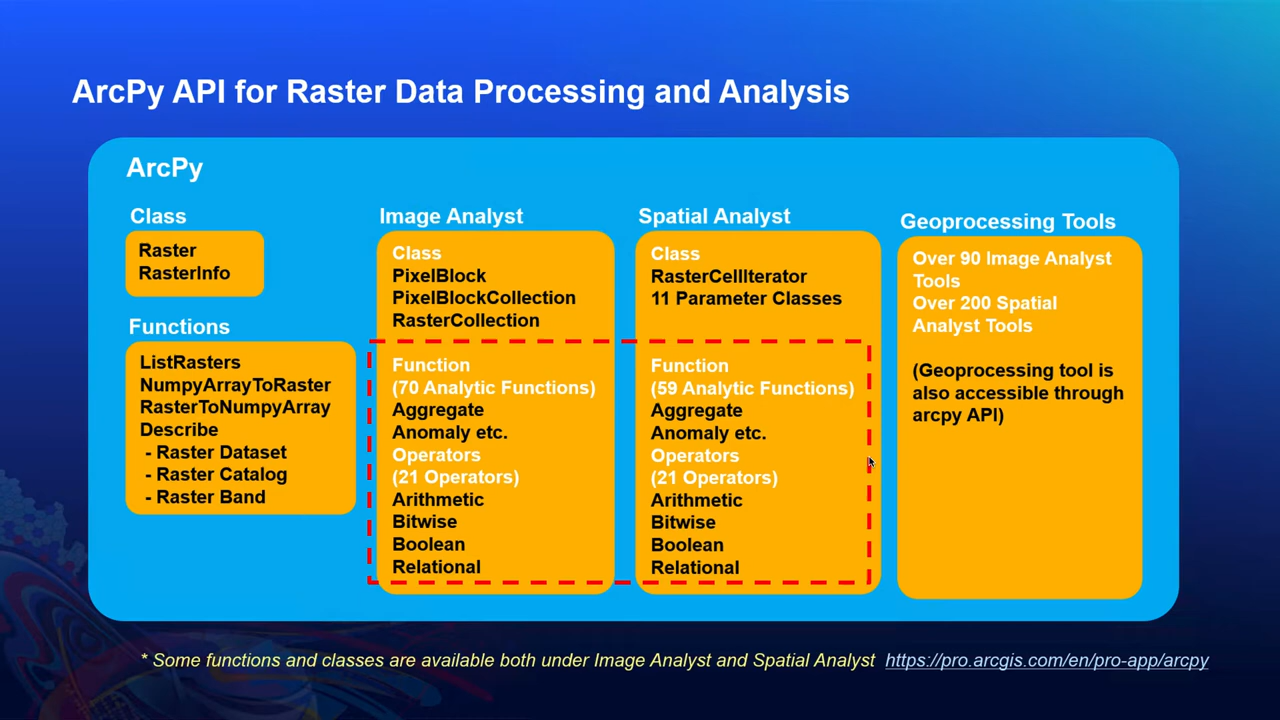 ArcPy API for Raster Data Processing and Analysis
ArcPy
Class
Raster
RasterInfo
Functions
ListRasters
NumpyArrayToRaster
RasterToNumpyArray
Describe
- Raster Dataset
- Raster Catalog
- Raster Band
Image Analyst
Class
PixelBlock
PixelBlockCollection
RasterCollection
Function
(70 Analytic Functions)
Aggregate
Anomaly etc.
Operators
(21 Operators)
Arithmetic
Bitwise
Boolean
Relational
Spatial Analyst
Class
RasterCellIterator
11 Parameter Classes
Function
(59 Analytic Functions)
Aggregate
Anomaly etc.
Operators
(21 Operators)
Arithmetic
Bitwise
Boolean
Relational
Geoprocessing Tools
Over 90 Image Analyst
Tools
Over 200 Spatial
Analyst Tools
(Geoprocessing tool is
also accessible through
arcpy API)
* Some functions and classes are available both under Image Analyst and Spatial Analyst https://pro.arcgis.com/en/pro-app/arcpy